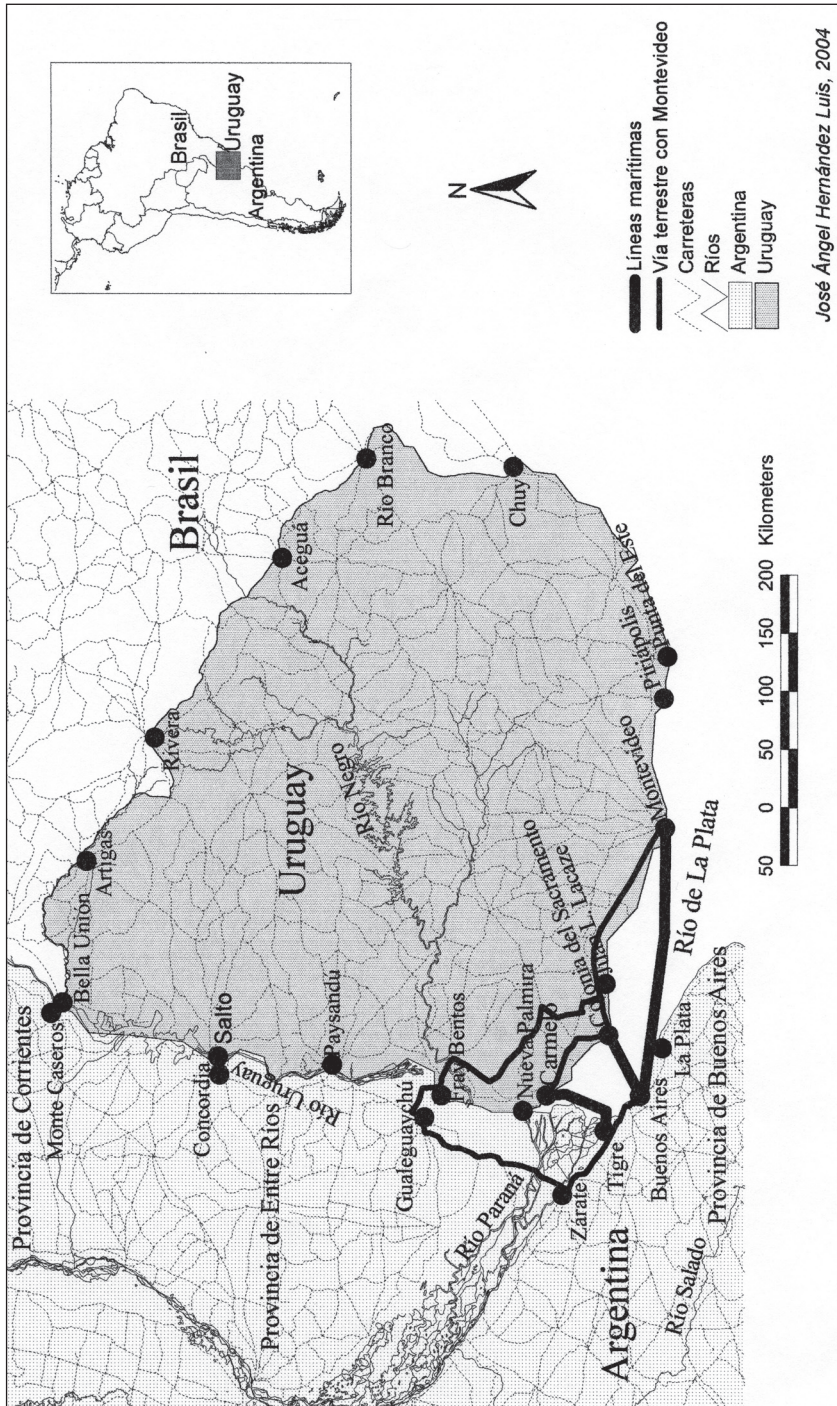 Brasil
Uruguay
Argentina
N
Líneas marítimas
Vía terrestre con Montevideo
Carreteras
Ríos
Argentina
Uruguay
José Ángel Hernández Luis, 2004
Provincia de Corrientes
Monte Caseros
Bella Union
Artigas
Rivera
Brasil
Aceguá
Río Branco
Chuy
Concordia
Salto
Río Uruguay
Paysandú
Provincia de Entre Ríos
Uruguay
Río Negro
Gualeguaychú
Fray Bentos
Nueva Palmira
Carmelo
Colonia del Sacramento
Juan L. Lacaze
Montevideo
Piriápolis
Punta del Este
Río Paraná
Zárate
Tigre
Argentina
Buenos Aires
La Plata
Río de La Plata
Provincia de Buenos Aires
Río Salado
50 0 50 100 150 200 Kilometers